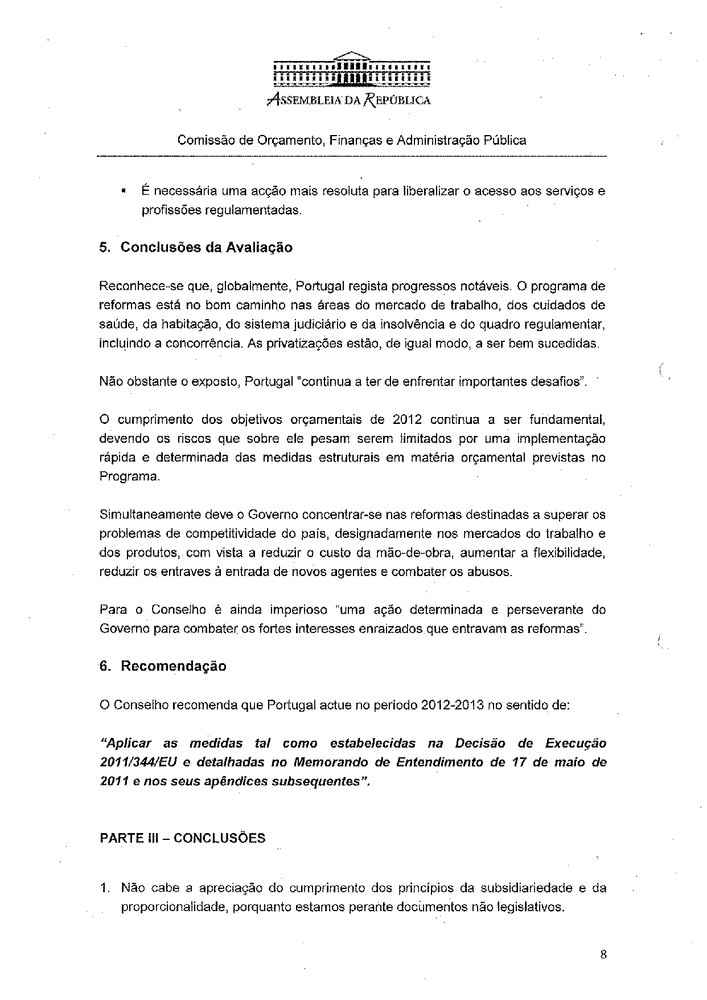 ASSEMBLEIA DA REPÚBLICA
Comissão de Orçamento, Finanças e Administração Pública
▪ É necessária uma acção mais resoluta para liberalizar o acesso aos serviços e
profissões regulamentadas.
5. Conclusões da Avaliação
Reconhece-se que, globalmente, Portugal regista progressos notáveis. O programa de
reformas está no bom caminho nas áreas do mercado de trabalho, dos cuidados de
saúde, da habitação, do sistema judiciário e da insolvência e do quadro regulamentar,
incluindo a concorrência. As privatizações estão, de igual modo, a ser bem sucedidas.
Não obstante o exposto, Portugal "continua a ter de enfrentar importantes desafios".
O cumprimento dos objetivos orçamentais de 2012 continua a ser fundamental,
devendo os riscos que sobre ele pesam serem limitados por uma implementação
rápida e determinada das medidas estruturais em matéria orçamental previstas no
Programa.
Simultaneamente deve o Governo concentrar-se nas reformas destinadas a superar os
problemas de competitividade do país, designadamente nos mercados do trabalho e
dos produtos, com vista a reduzir o custo da mão-de-obra, aumentar a flexibilidade,
reduzir os entraves à entrada de novos agentes e combater os abusos.
Para o Conselho é ainda imperioso "uma ação determinada e perseverante do
Governo para combater os fortes interesses enraizados que entravam as reformas".
6. Recomendação
O Conselho recomenda que Portugal actue no período 2012-2013 no sentido de:
"Aplicar as medidas tal como estabelecidas na Decisão de Execução
2011/344/EU e detalhadas no Memorando de Entendimento de 17 de maio de
2011 e nos seus apêndices subsequentes".
PARTE III – CONCLUSÕES
1. Não cabe a apreciação do cumprimento dos princípios da subsidiariedade e da
proporcionalidade, porquanto estamos perante documentos não legislativos.
8